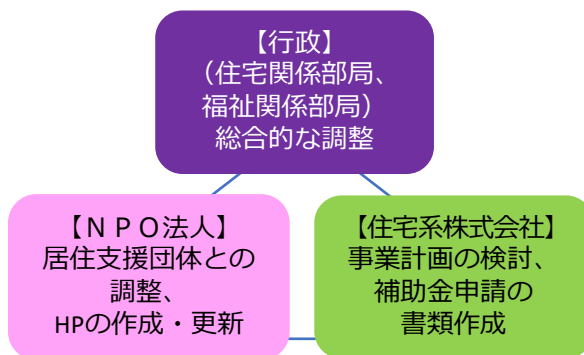 【行政】
（住宅関係部局、
福祉関係部局）
総合的な調整
【ＮＰＯ法人】
居住支援団体との
調整、
HPの作成・更新
【住宅系株式会社】
事業計画の検討、
補助金申請の
書類作成